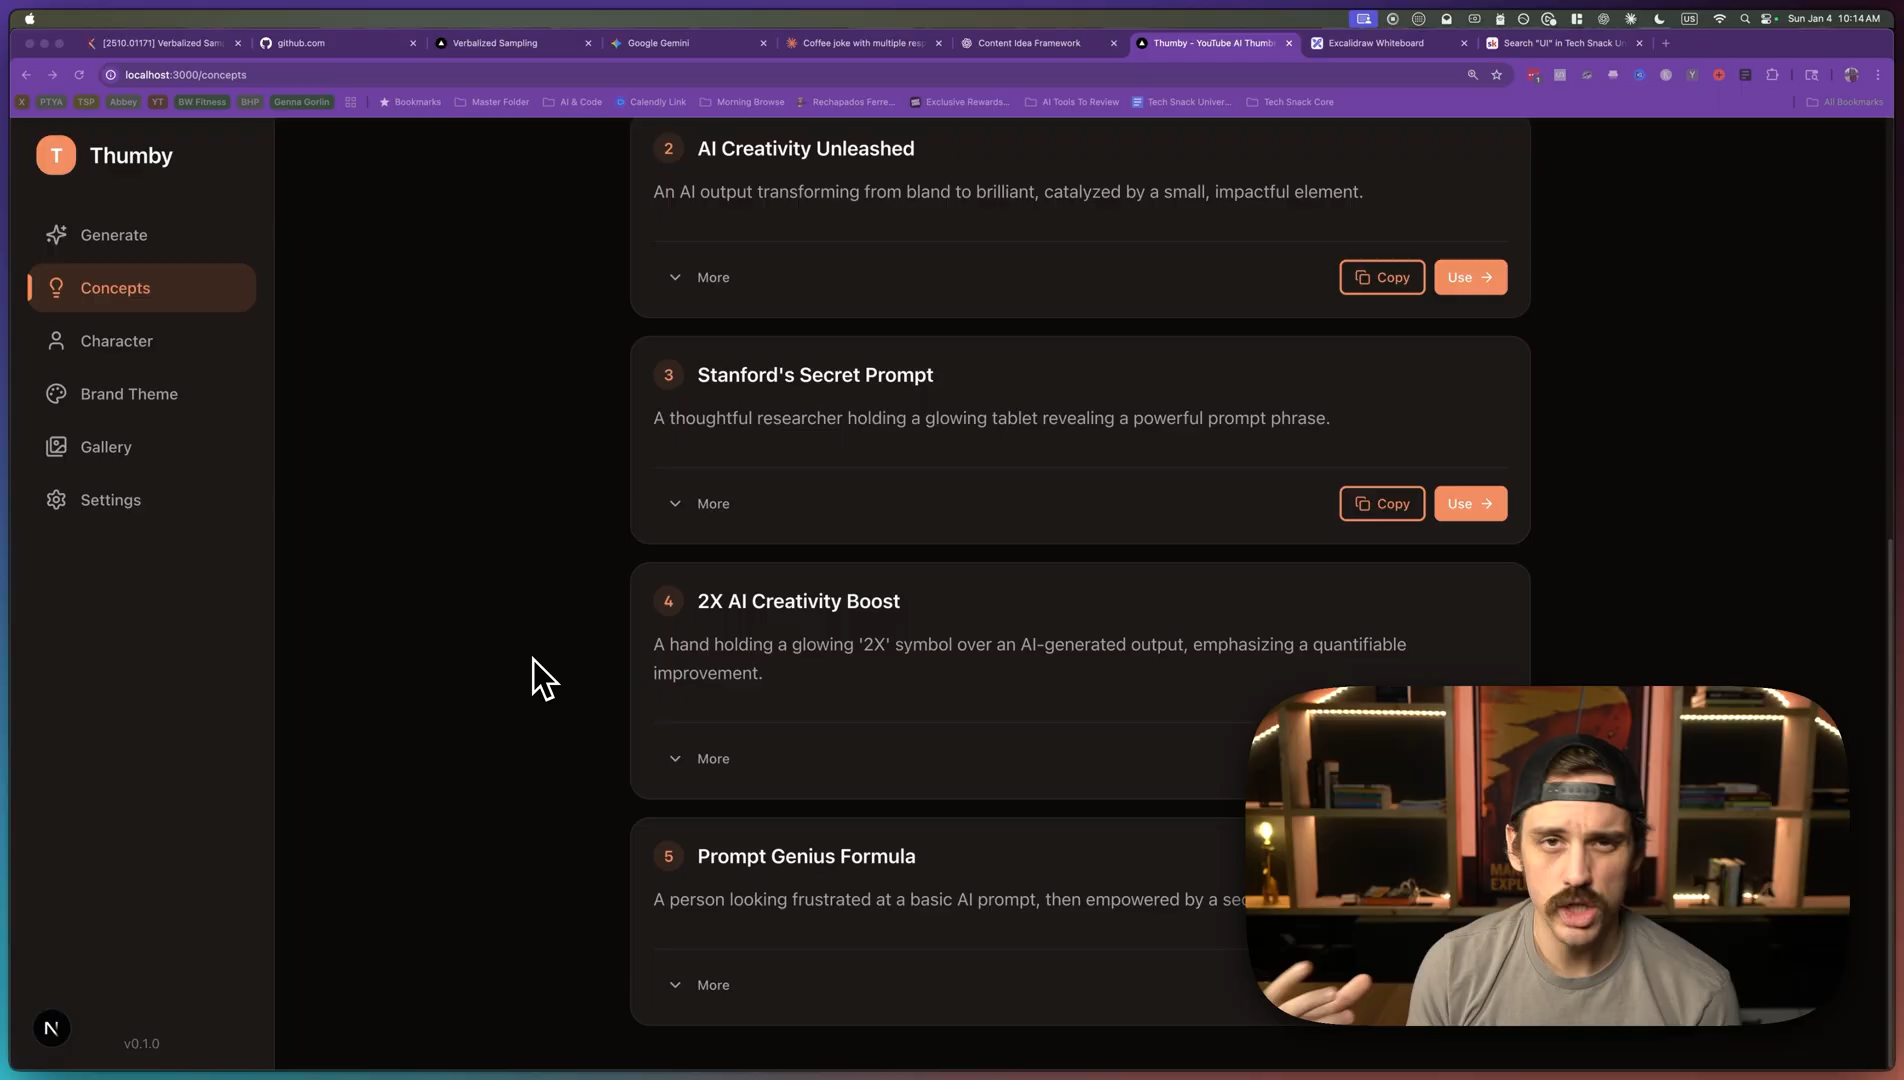 Sun Jan 4 10:14 AM
US
[2510.01171] Verbalized Sam
github.com
Verbalized Sampling
Google Gemini
Coffee joke with multiple res
Content Idea Framework
Thumby - YouTube AI Thumb
Excalidraw Whiteboard
Search "UI" in Tech Snack Un
localhost:3000/concepts
X
PTYA
TSP
Abbey
YT
BW Fitness
BHP
Genna Gorlin
Bookmarks
Master Folder
AI & Code
Calendly Link
Morning Browse
Rechapados Ferre...
Exclusive Rewards...
AI Tools To Review
Tech Snack Univer...
Tech Snack Core
All Bookmarks
T Thumby
Generate
Concepts
Character
Brand Theme
Gallery
Settings
N
v0.1.0
2 AI Creativity Unleashed
An AI output transforming from bland to brilliant, catalyzed by a small, impactful element.
More
Copy
Use
3 Stanford's Secret Prompt
A thoughtful researcher holding a glowing tablet revealing a powerful prompt phrase.
More
Copy
Use
4 2X AI Creativity Boost
A hand holding a glowing '2X' symbol over an AI-generated output, emphasizing a quantifiable
improvement.
More
5 Prompt Genius Formula
A person looking frustrated at a basic AI prompt, then empowered by a sec
More